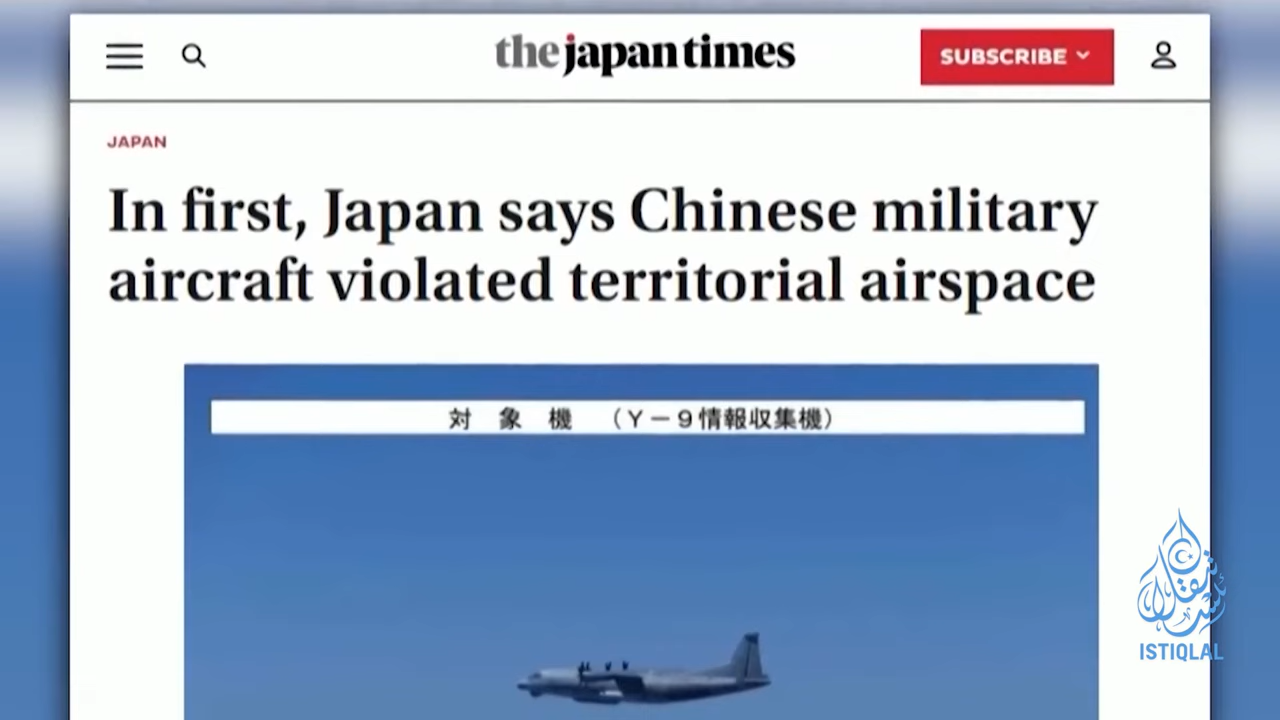 the japan times
SUBSCRIBE
JAPAN
In first, Japan says Chinese military
aircraft violated territorial airspace
対 象 機 (Y-9情報収集機)
ISTIQLAL